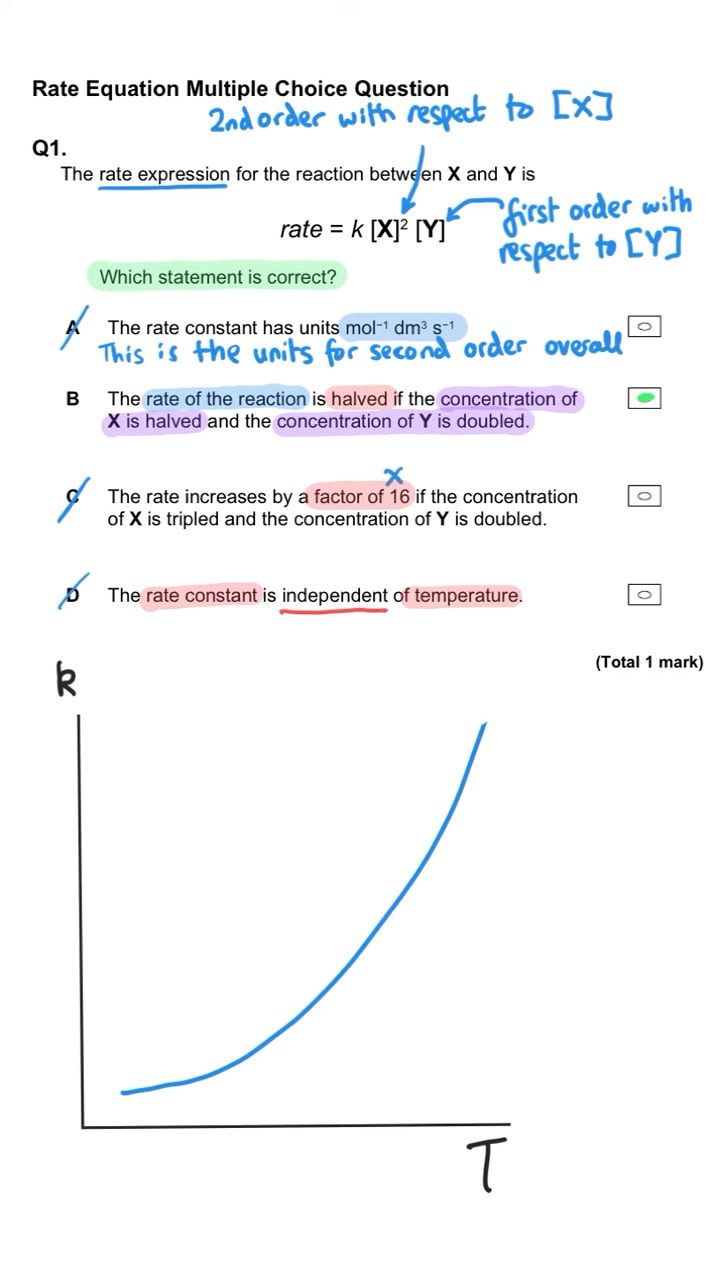 Rate Equation Multiple Choice Question
2nd order with respect to [X]
Q1.
The rate expression for the reaction between X and Y is
rate = k [X]² [Y]
first order with
respect to [Y]
Which statement is correct?
A The rate constant has units mol⁻¹ dm³ s⁻¹
This is the units for second order overall
B The rate of the reaction is halved if the concentration of
X is halved and the concentration of Y is doubled.
x
C The rate increases by a factor of 16 if the concentration
of X is tripled and the concentration of Y is doubled.
D The rate constant is independent of temperature.
(Total 1 mark)
k
T